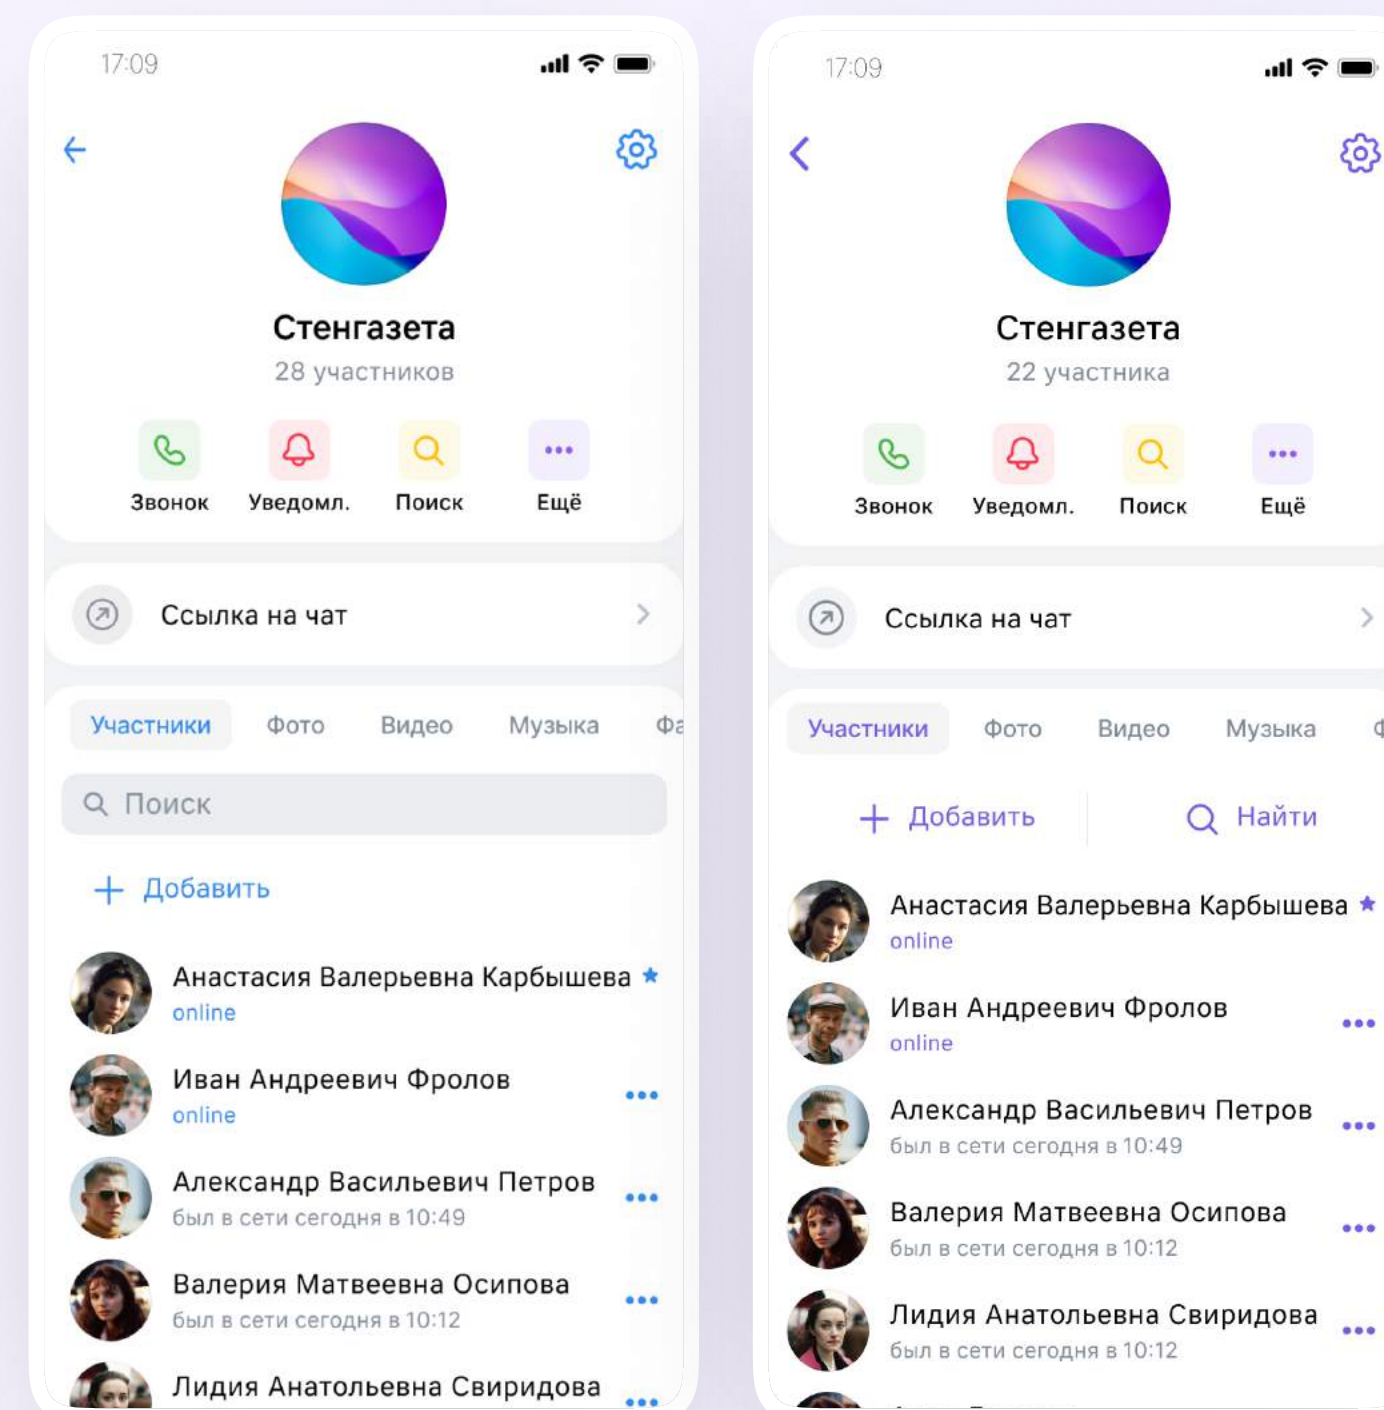 17:09
Стенгазета
28 участников
Звонок Уведомл. Поиск Ещё
Ссылка на чат
Участники Фото Видео Музыка Фа
Поиск
Добавить
Анастасия Валерьевна Карбышева
online
Иван Андреевич Фролов
online
Александр Васильевич Петров
был в сети сегодня в 10:49
Валерия Матвеевна Осипова
был в сети сегодня в 10:12
Лидия Анатольевна Свиридова
17:09
Стенгазета
22 участника
Звонок Уведомл. Поиск Ещё
Ссылка на чат
Участники Фото Видео Музыка
Добавить Найти
Анастасия Валерьевна Карбышева
online
Иван Андреевич Фролов
online
Александр Васильевич Петров
был в сети сегодня в 10:49
Валерия Матвеевна Осипова
был в сети сегодня в 10:12
Лидия Анатольевна Свиридова
был в сети сегодня в 10:12